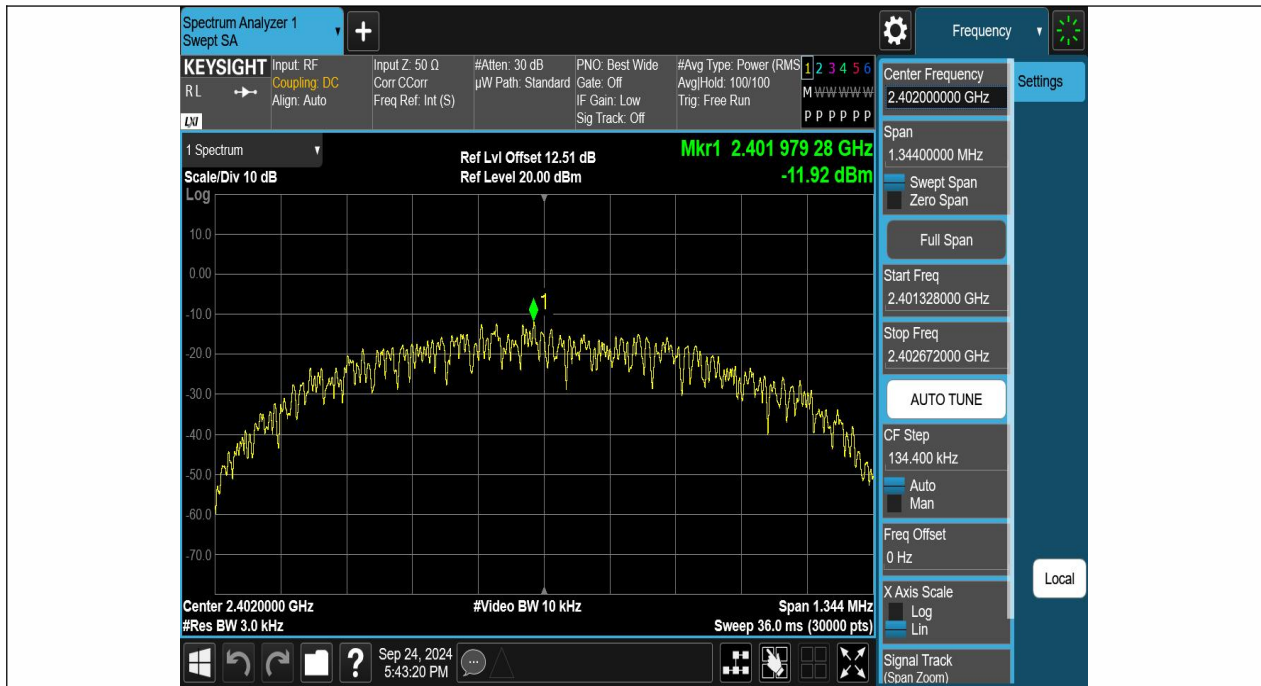 Spectrum Analyzer 1
Swept SA
+
Frequency
KEYSIGHT
RL
LXI
Input: RF
Coupling: DC
Align: Auto
Input Z: 50 Ω
Corr CCorr
Freq Ref: Int (S)
#Atten: 30 dB
µW Path: Standard
PNO: Best Wide
Gate: Off
IF Gain: Low
Sig Track: Off
#Avg Type: Power (RMS
Avg|Hold: 100/100
Trig: Free Run
1 2 3 4 5 6
M W W W W W
P P P P P P
1 Spectrum
Scale/Div 10 dB
Log
Ref Lvl Offset 12.51 dB
Ref Level 20.00 dBm
Mkr1 2.401 979 28 GHz
-11.92 dBm
10.0
0.00
-10.0
-20.0
-30.0
-40.0
-50.0
-60.0
-70.0
1
Center 2.4020000 GHz
#Res BW 3.0 kHz
#Video BW 10 kHz
Span 1.344 MHz
Sweep 36.0 ms (30000 pts)
?
Sep 24, 2024
5:43:20 PM
Center Frequency
2.402000000 GHz
Span
1.34400000 MHz
Swept Span
Zero Span
Full Span
Start Freq
2.401328000 GHz
Stop Freq
2.402672000 GHz
AUTO TUNE
CF Step
134.400 kHz
Auto
Man
Freq Offset
0 Hz
X Axis Scale
Log
Lin
Signal Track
(Span Zoom)
Settings
Local